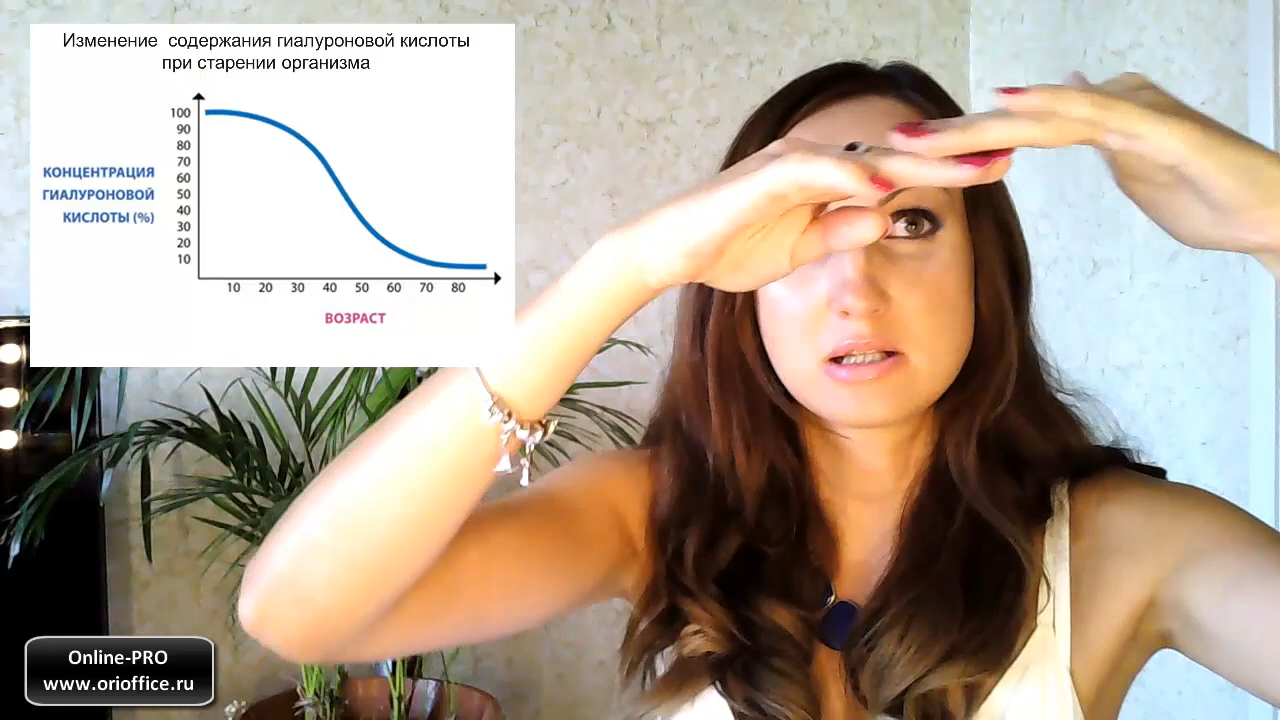 Изменение содержания гиалуроновой кислоты
при старении организма
КОНЦЕНТРАЦИЯ
ГИАЛУРОНОВОЙ
КИСЛОТЫ (%)
100
90
80
70
60
50
40
30
20
10
10 20 30 40 50 60 70 80
ВОЗРАСТ
Online-PRO
www.orioffice.ru